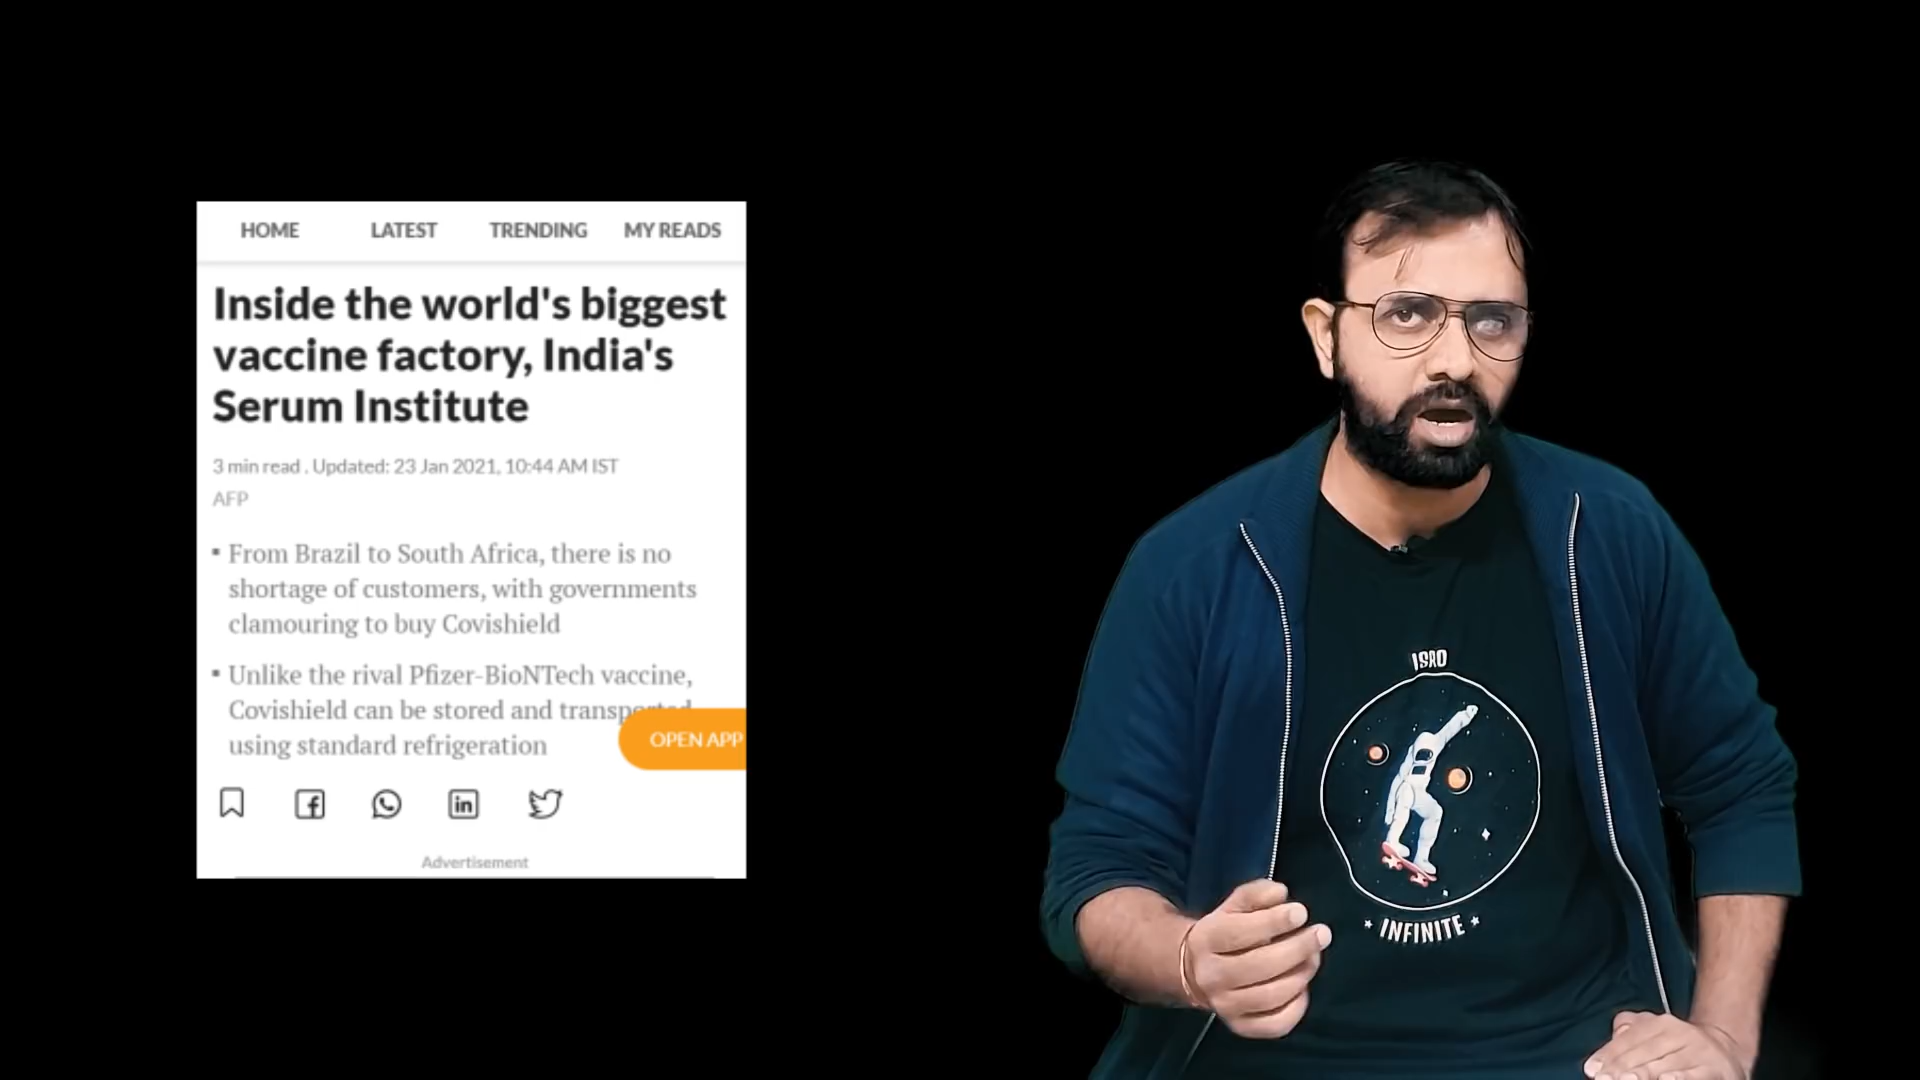 HOME LATEST TRENDING MY READS
Inside the world's biggest
vaccine factory, India's
Serum Institute
3 min read . Updated: 23 Jan 2021, 10:44 AM IST
AFP
▪ From Brazil to South Africa, there is no
shortage of customers, with governments
clamouring to buy Covishield
▪ Unlike the rival Pfizer-BioNTech vaccine,
Covishield can be stored and transported
using standard refrigeration
OPEN APP
Advertisement
ISRO
INFINITE